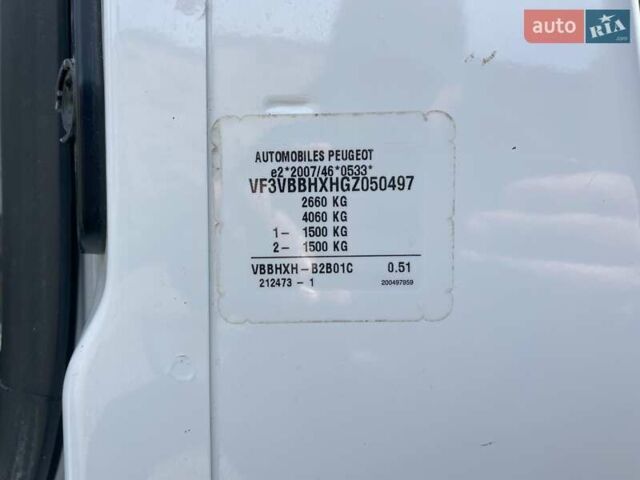 auto RIA.com
AUTOMOBILES PEUGEOT
e2*2007/46*0533*
VF3VBBHXHGZ050497
2660 KG
4060 KG
1- 1500 KG
2- 1500 KG
VBBHXH-B2B01C 0.51
212473-1 200497959